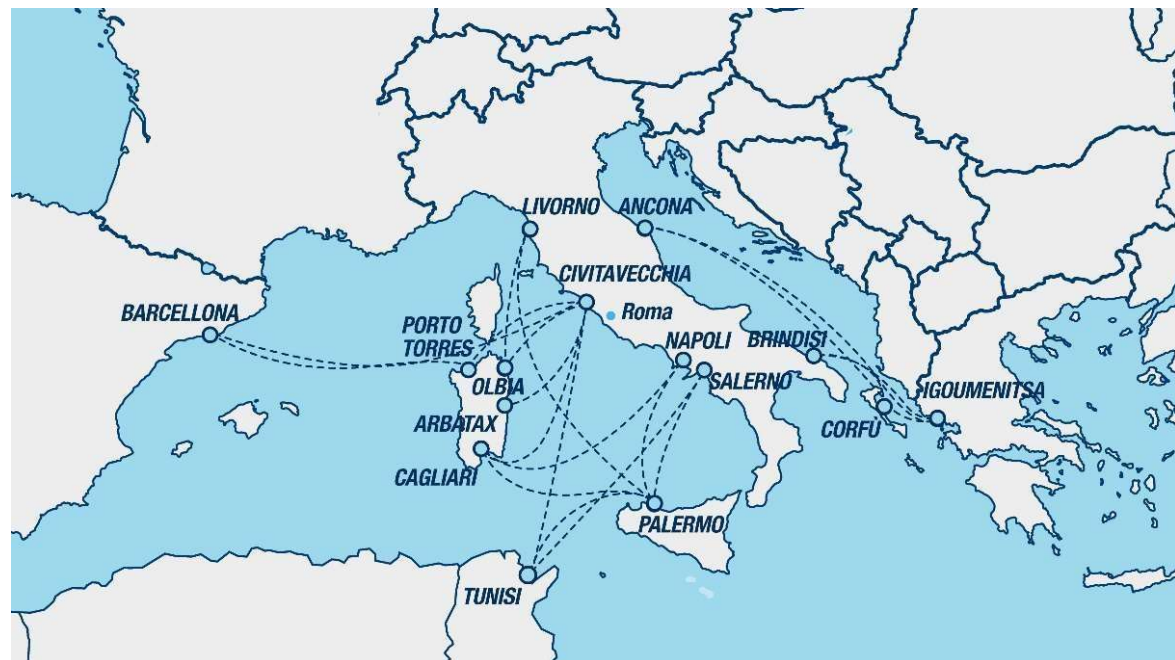 LIVORNO
ANCONA
CIVITAVECCHIA
Roma
BARCELLONA
PORTO
TORRES
NAPOLI
BRINDISI
OLBIA
SALERNO
IGOUMENITSA
ARBATAX
CORFÙ
CAGLIARI
PALERMO
TUNISI